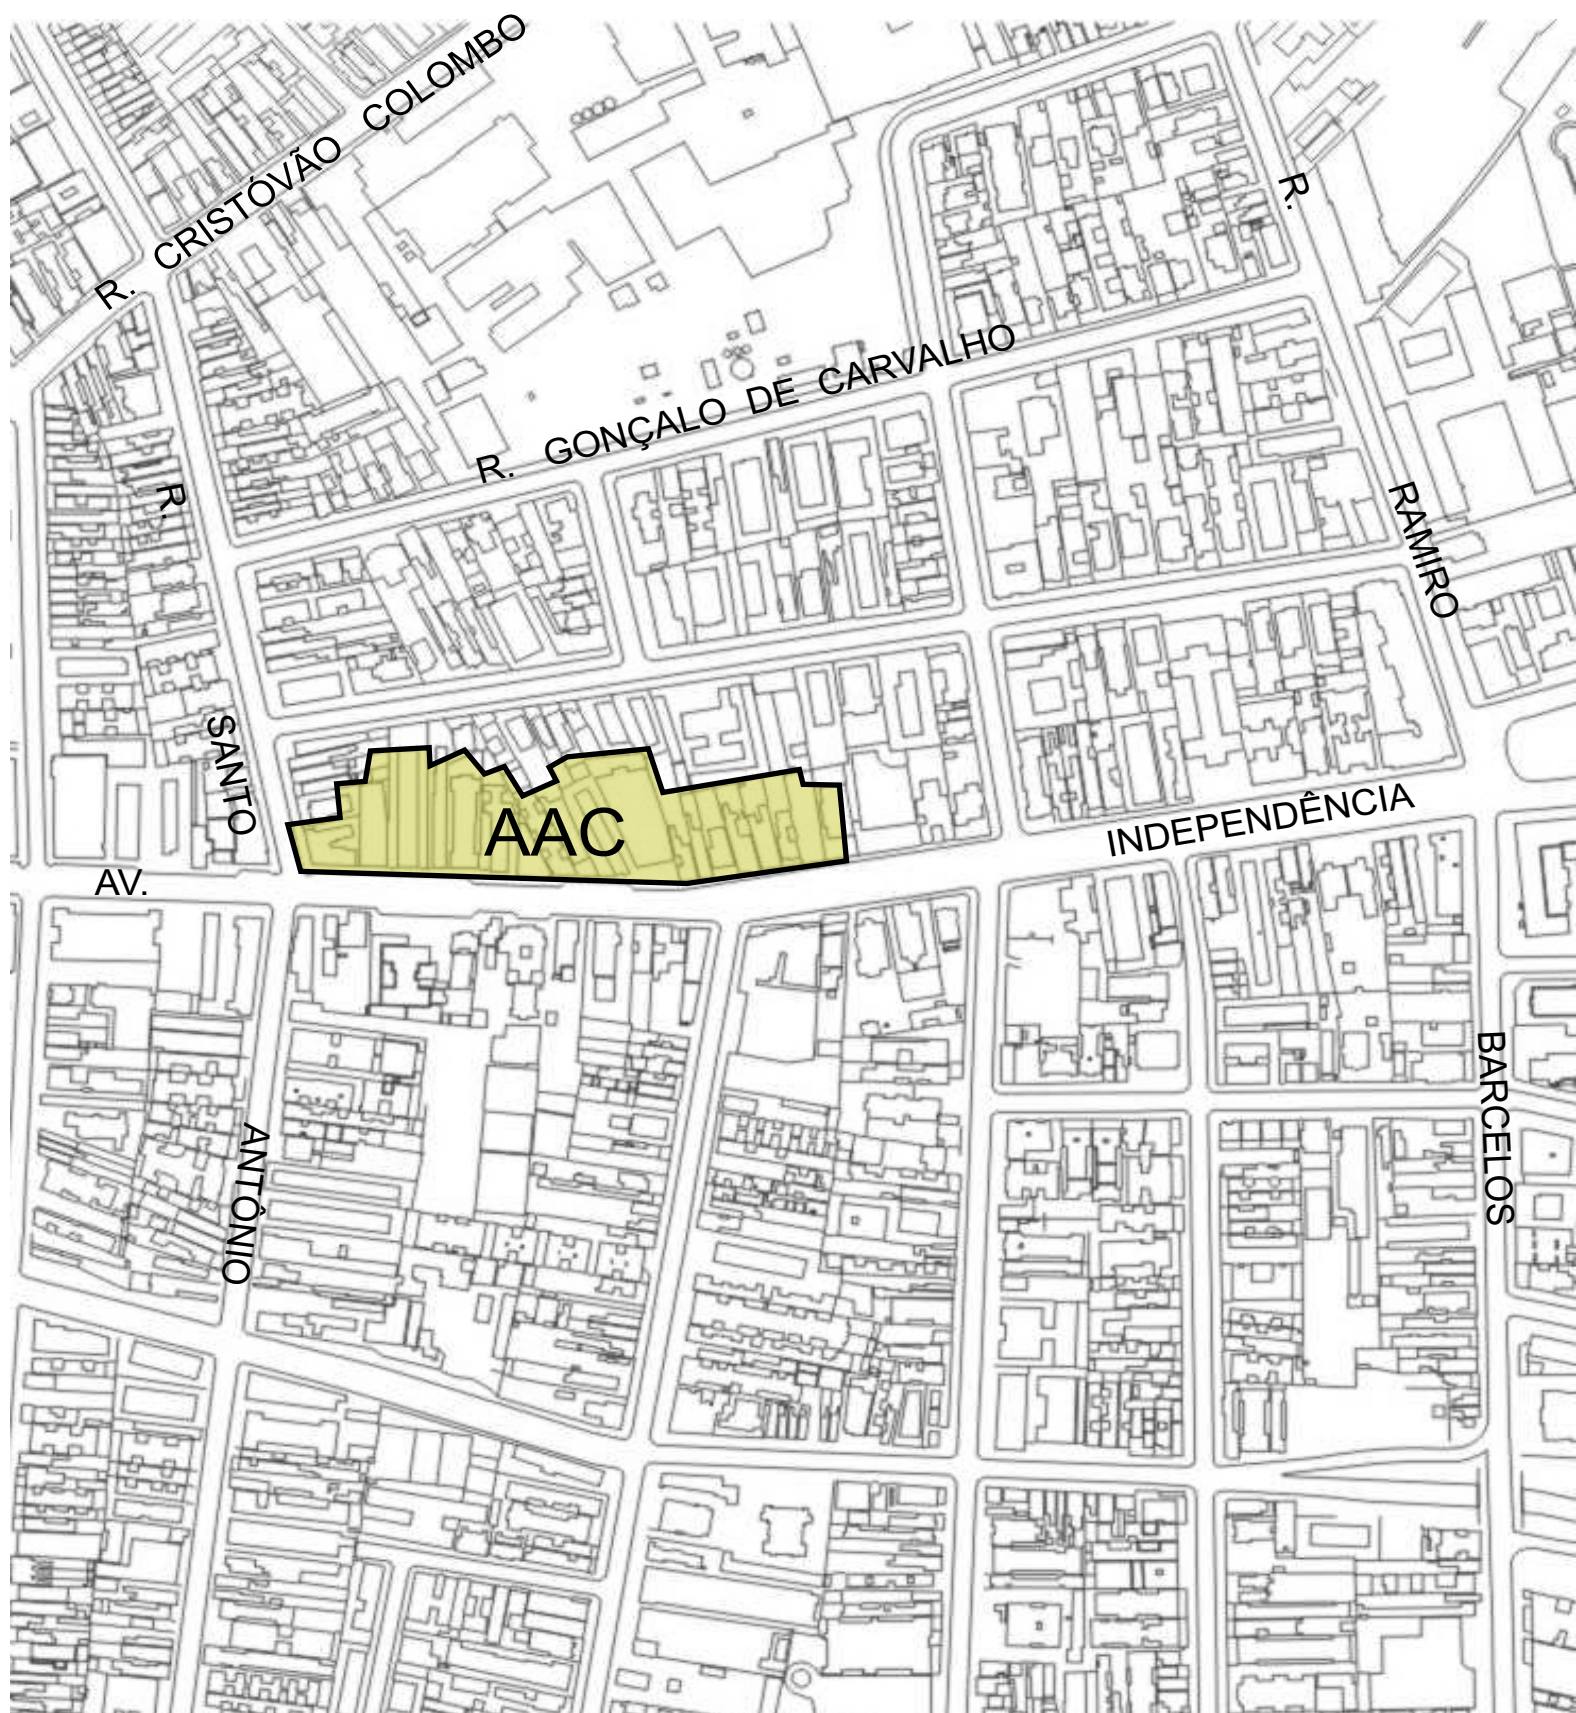 R. CRISTÓVÃO COLOMBO
R. GONÇALO DE CARVALHO
R. RAMIRO BARCELOS
R. SANTO ANTÔNIO
AAC
AV. INDEPENDÊNCIA